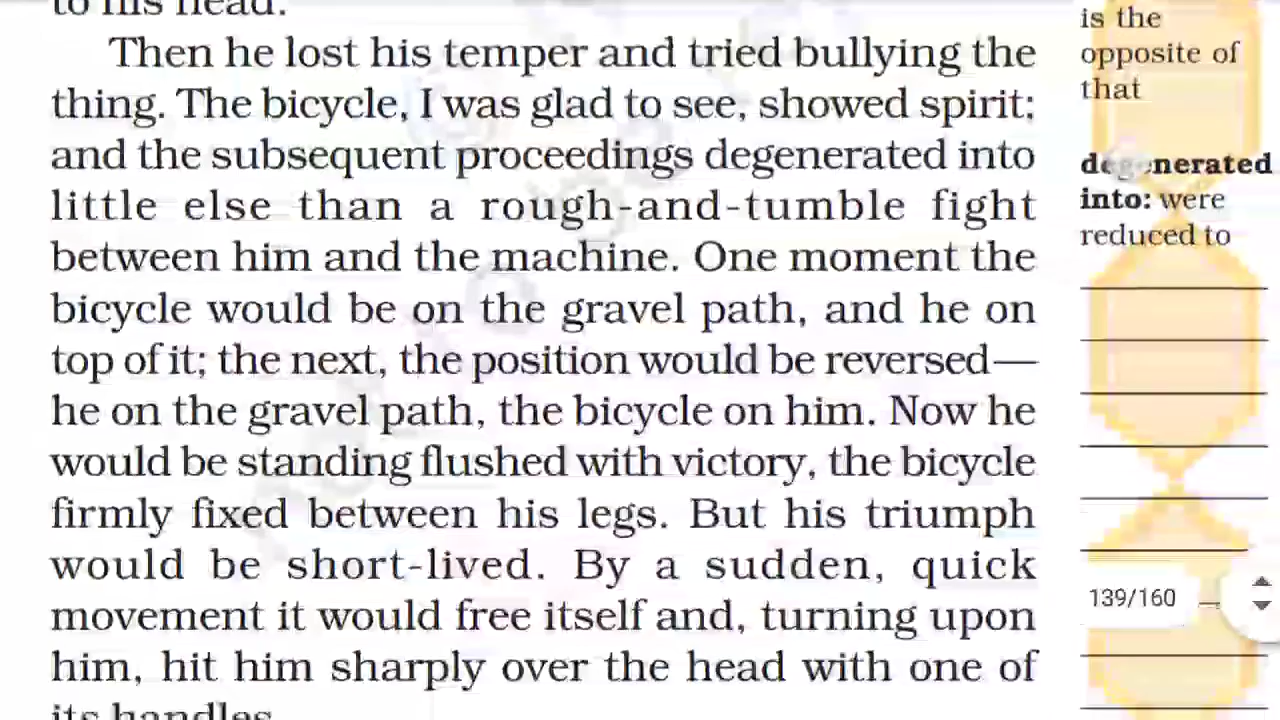 to his head.
Then he lost his temper and tried bullying the
thing. The bicycle, I was glad to see, showed spirit;
and the subsequent proceedings degenerated into
little else than a rough-and-tumble fight
between him and the machine. One moment the
bicycle would be on the gravel path, and he on
top of it; the next, the position would be reversed—
he on the gravel path, the bicycle on him. Now he
would be standing flushed with victory, the bicycle
firmly fixed between his legs. But his triumph
would be short-lived. By a sudden, quick
movement it would free itself and, turning upon
him, hit him sharply over the head with one of
its handles.
is the
opposite of
that
degenerated
into: were
reduced to
139/160